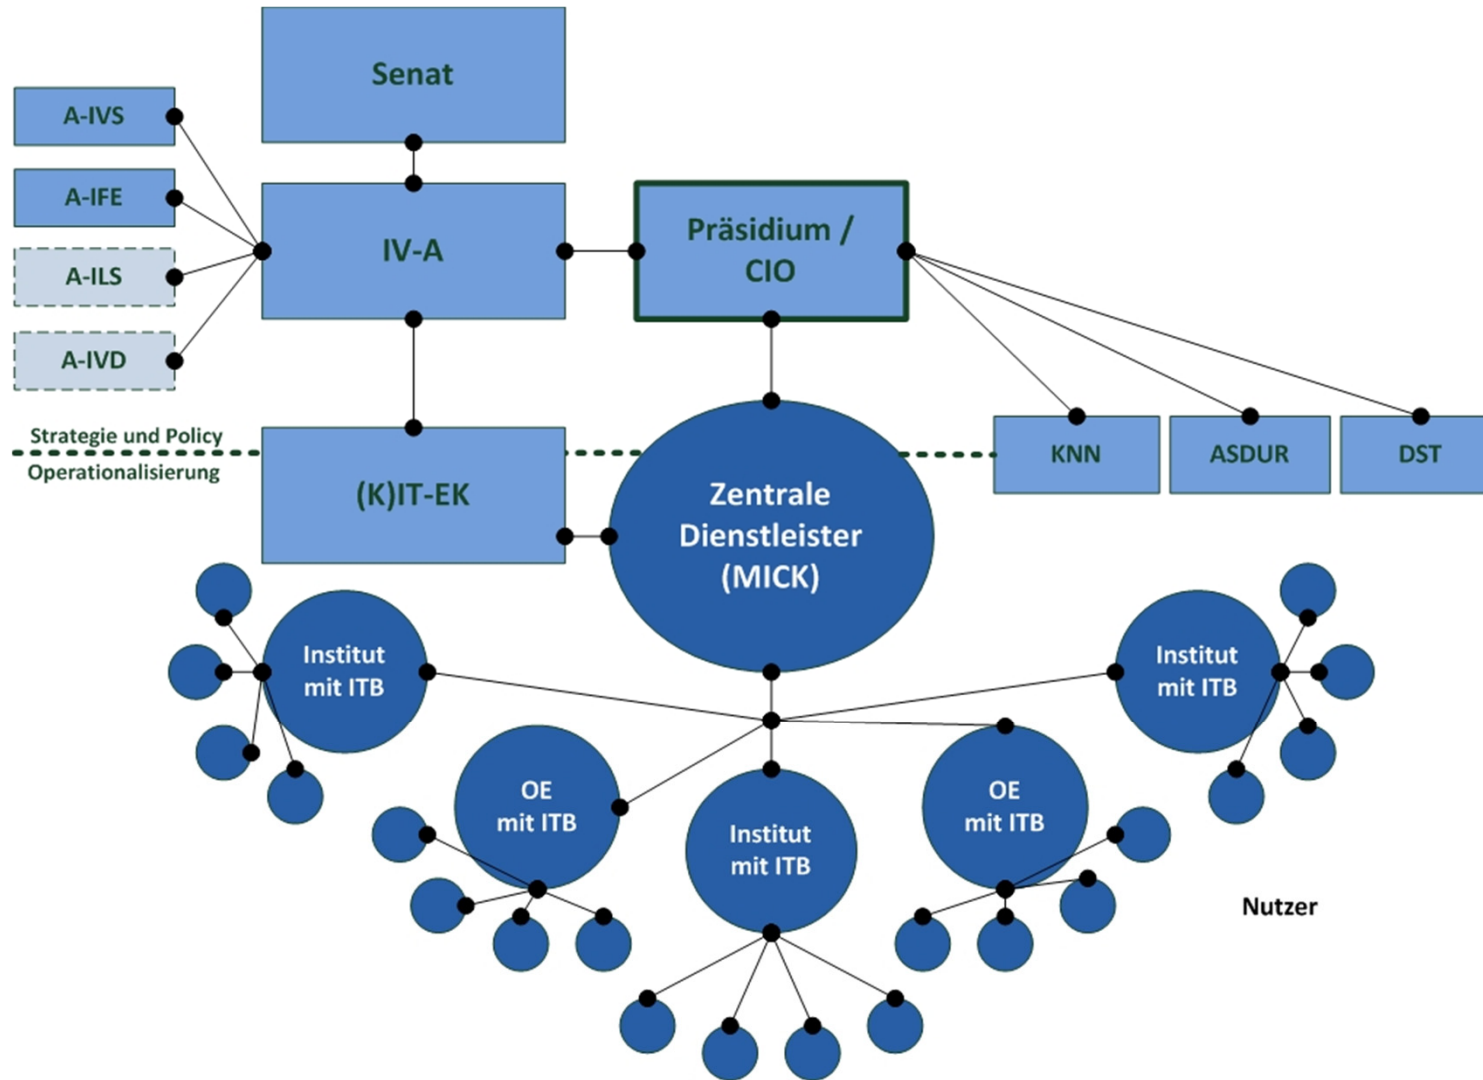 Senat
A-IVS
A-IFE
A-ILS
A-IVD
IV-A
Präsidium /
CIO
Strategie und Policy
Operationalisierung
(K)IT-EK
KNN
ASDUR
DST
Zentrale
Dienstleister
(MICK)
Institut
mit ITB
Institut
mit ITB
OE
mit ITB
Institut
mit ITB
OE
mit ITB
Nutzer